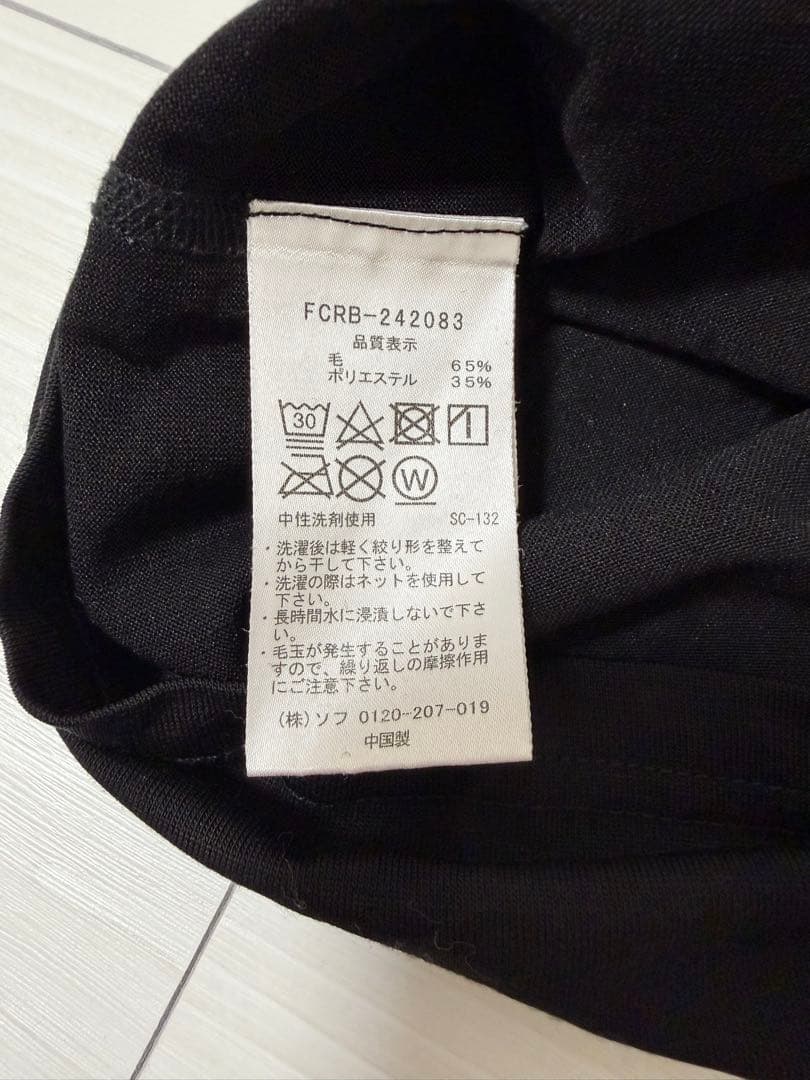 FCRB-242083
品質表示
毛 65%
ポリエステル 35%
30
W
中性洗剤使用 SC-132
・洗濯後は軽く絞り形を整えて
から干して下さい。
・洗濯の際はネットを使用して
下さい。
・長時間水に浸漬しないで下さ
い。
・毛玉が発生することがありま
すので、繰り返しの摩擦作用
にご注意下さい。
(株)ソフ 0120-207-019
中国製